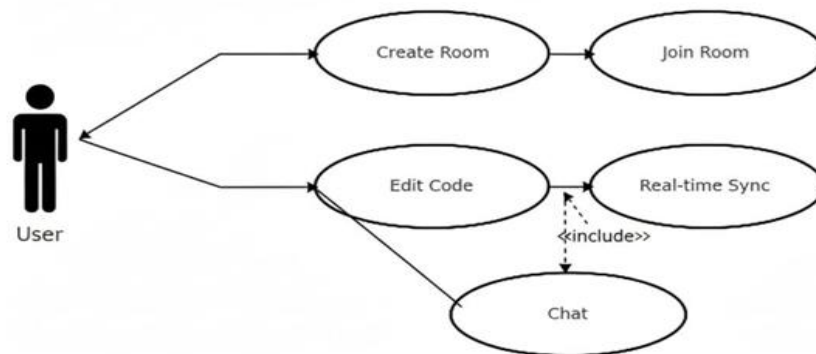 Create Room
Join Room
Edit Code
Real-time Sync
User
<<include>>
Chat